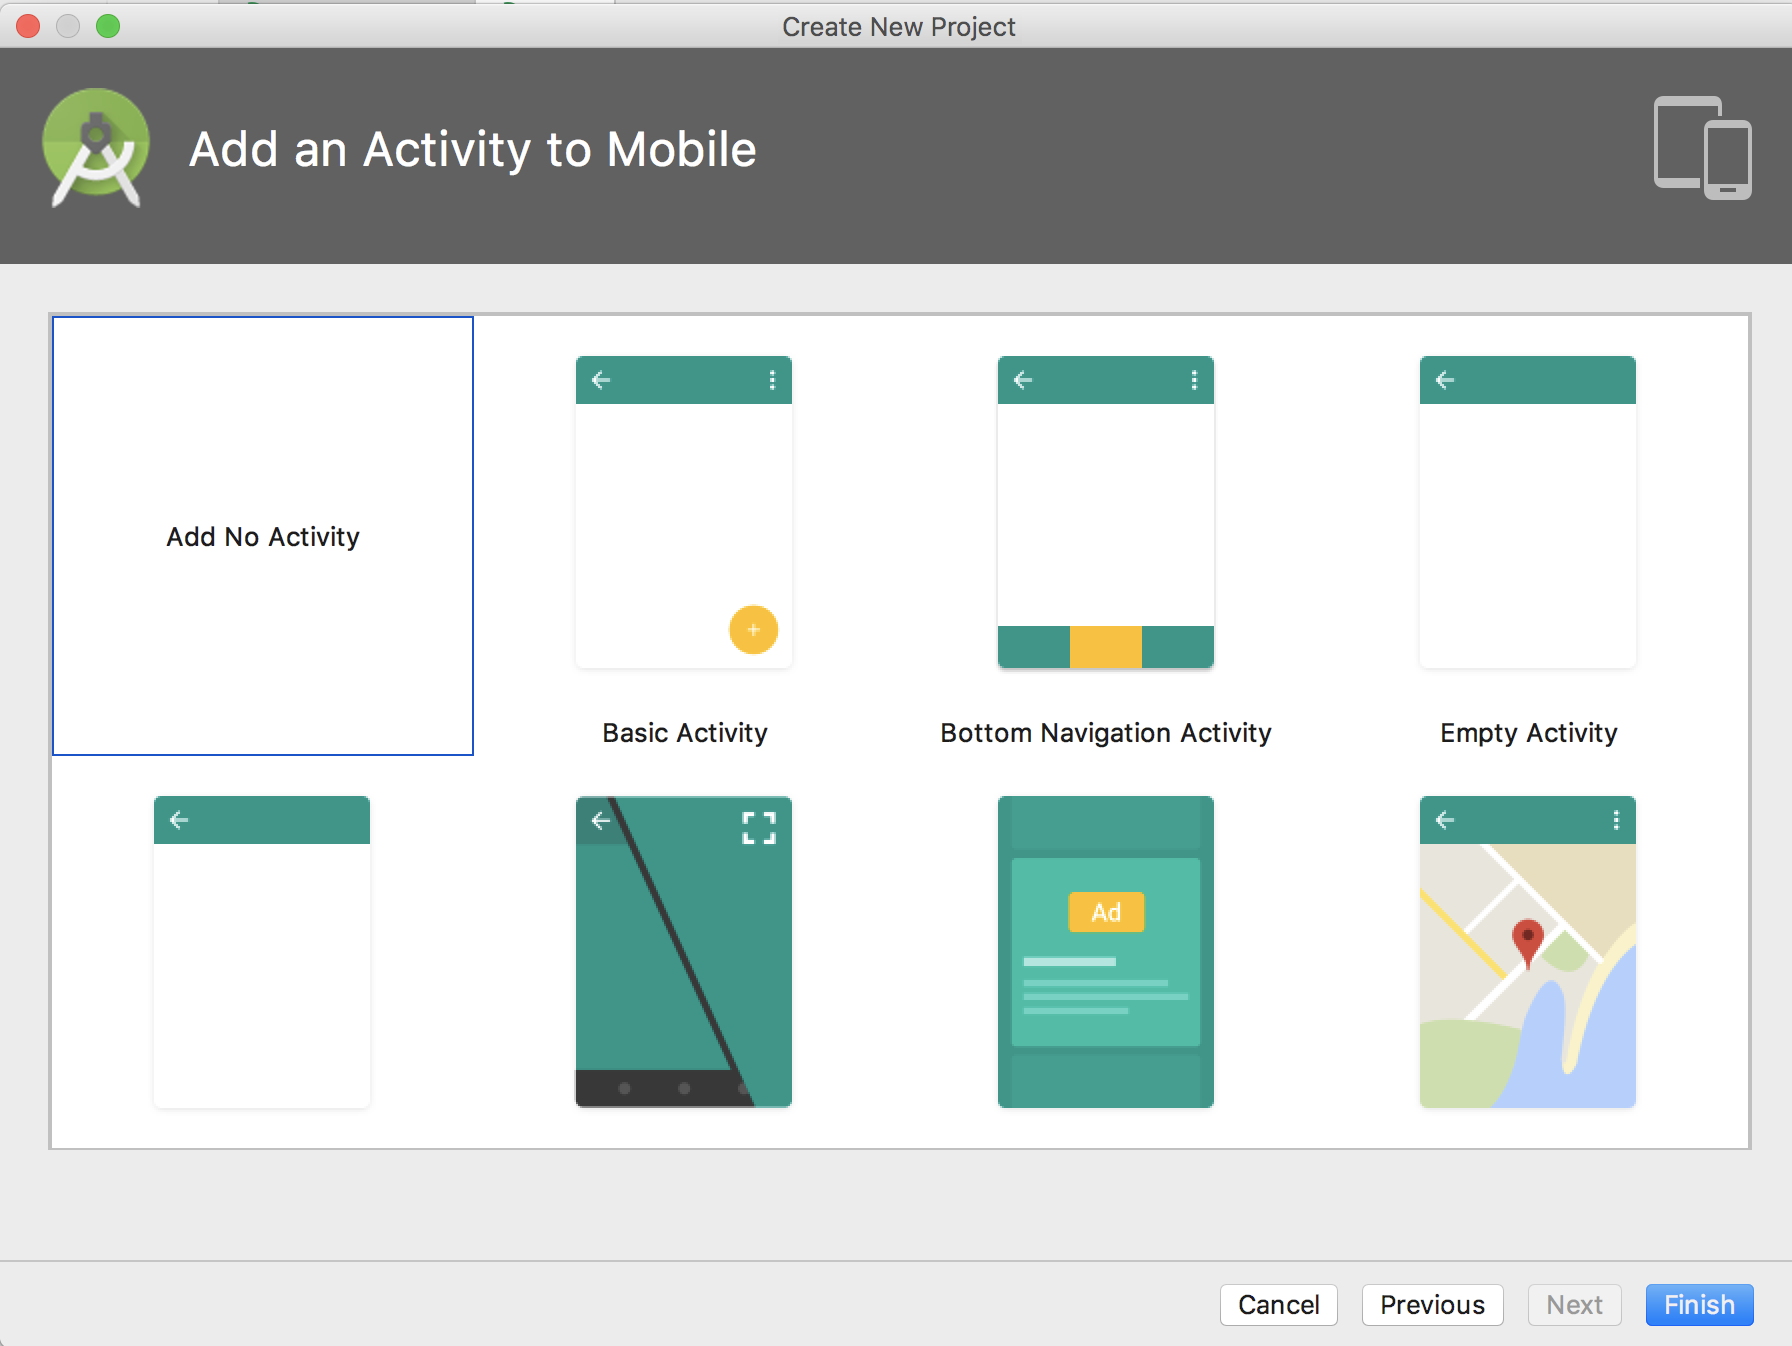 Create New Project
Add an Activity to Mobile
Add No Activity
Basic Activity
Bottom Navigation Activity
Empty Activity
Ad
Cancel
Previous
Next
Finish